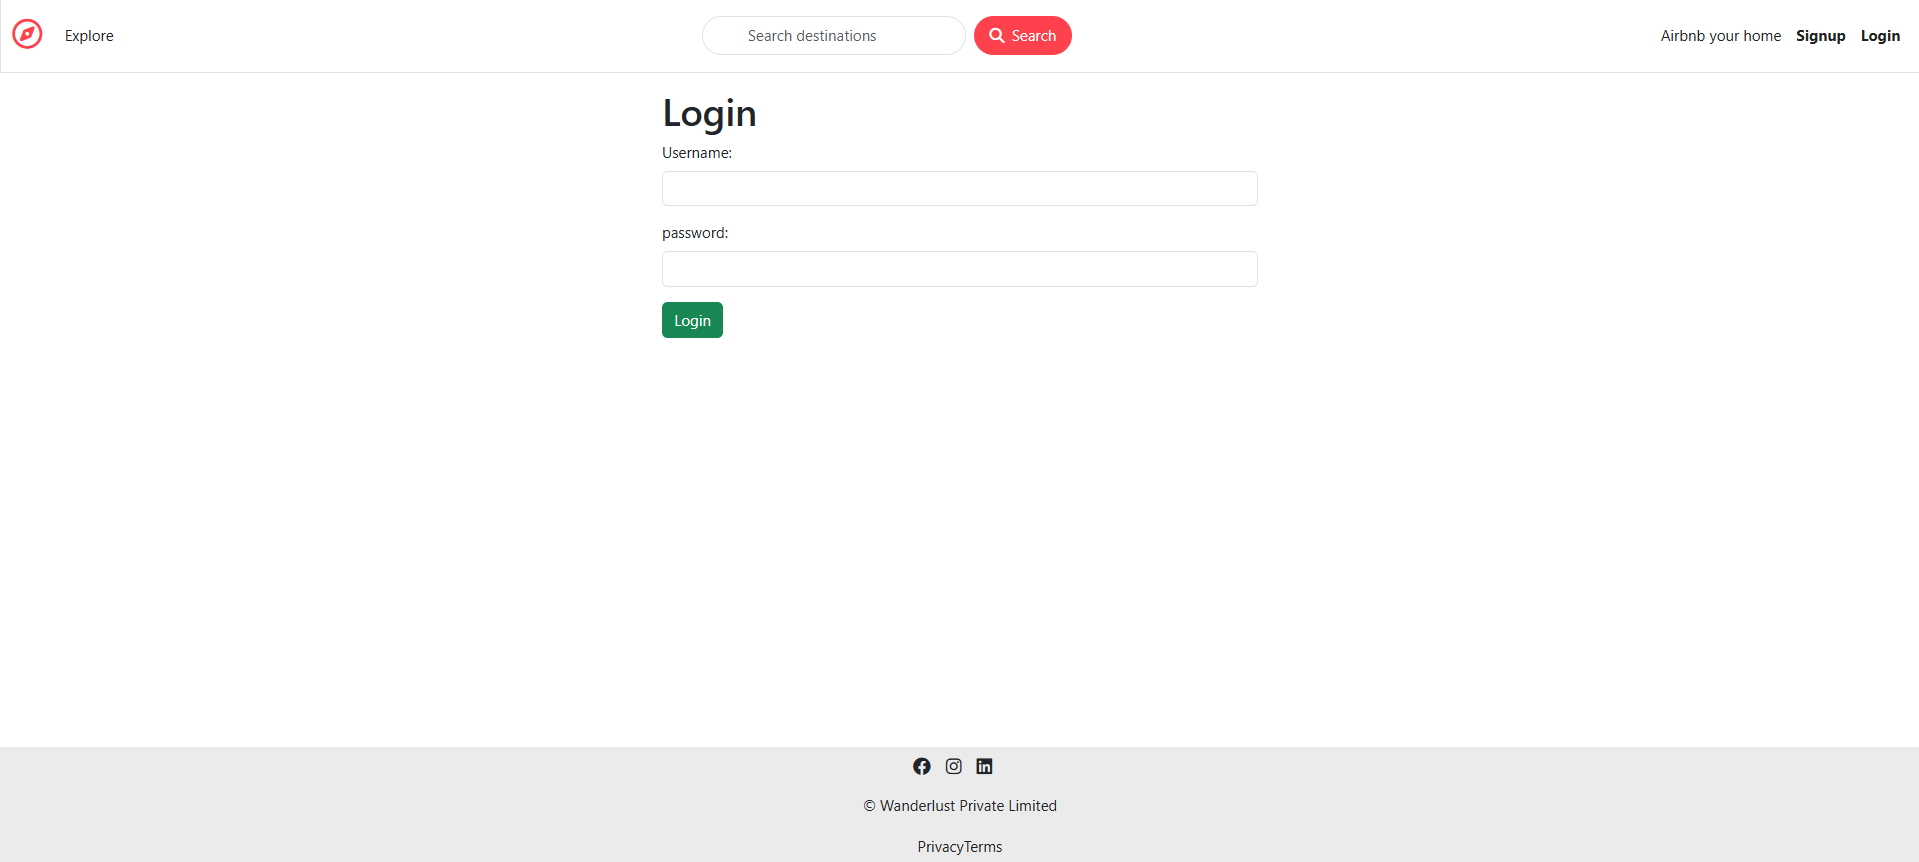 Explore
Search destinations
Search
Airbnb your home Signup Login
Login
Username:
password:
Login
© Wanderlust Private Limited
PrivacyTerms